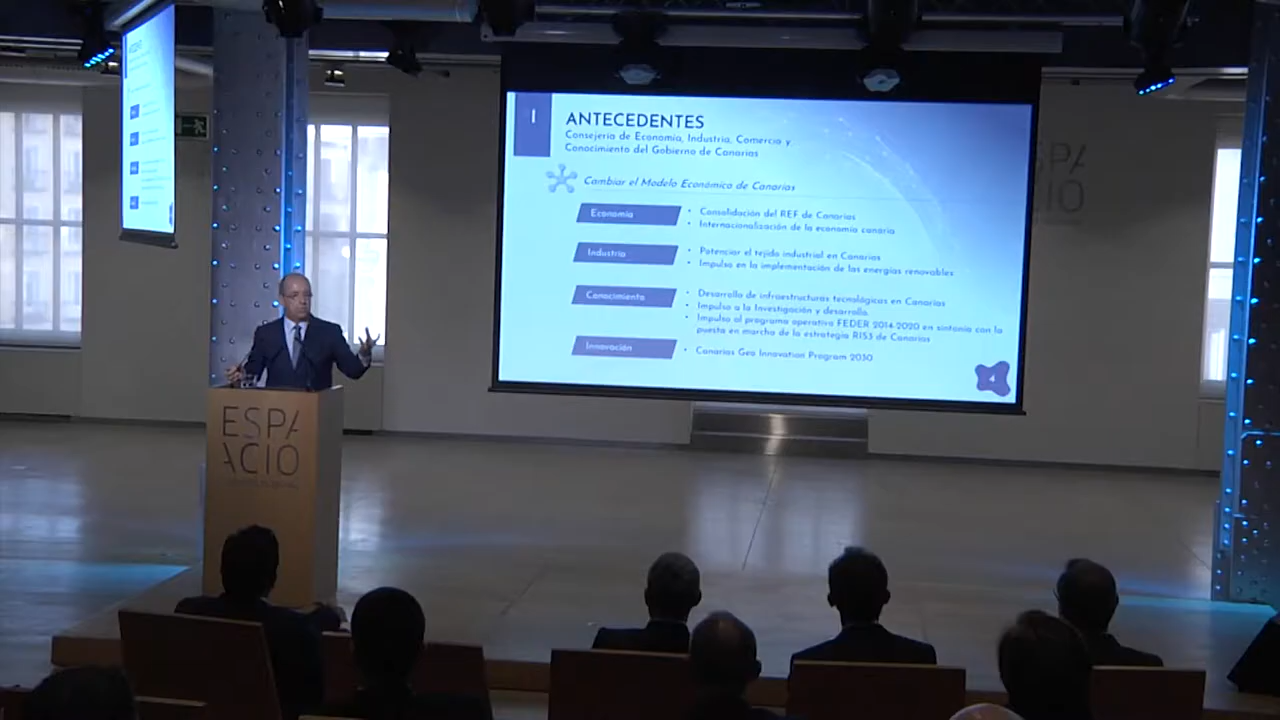 I
ANTECEDENTES
Consejería de Economía, Industria, Comercio y
Conocimiento del Gobierno de Canarias
Cambiar el Modelo Económico de Canarias
Economía
• Consolidación del REF de Canarias
• Internacionalización de la economía canaria
Industria
• Potenciar el tejido industrial en Canarias
• Impulso en la implementación de las energías renovables
Conocimiento
• Desarrollo de infraestructuras tecnológicas en Canarias
• Impulso a la Investigación y desarrollo.
• Impulso al programa operativo FEDER 2014-2020 en sintonía con la
puesta en marcha de la estrategia RIS3 de Canarias
Innovación
• Canarias Geo Innovation Program 2030
4
ESPA
ACIO
SPA
IO